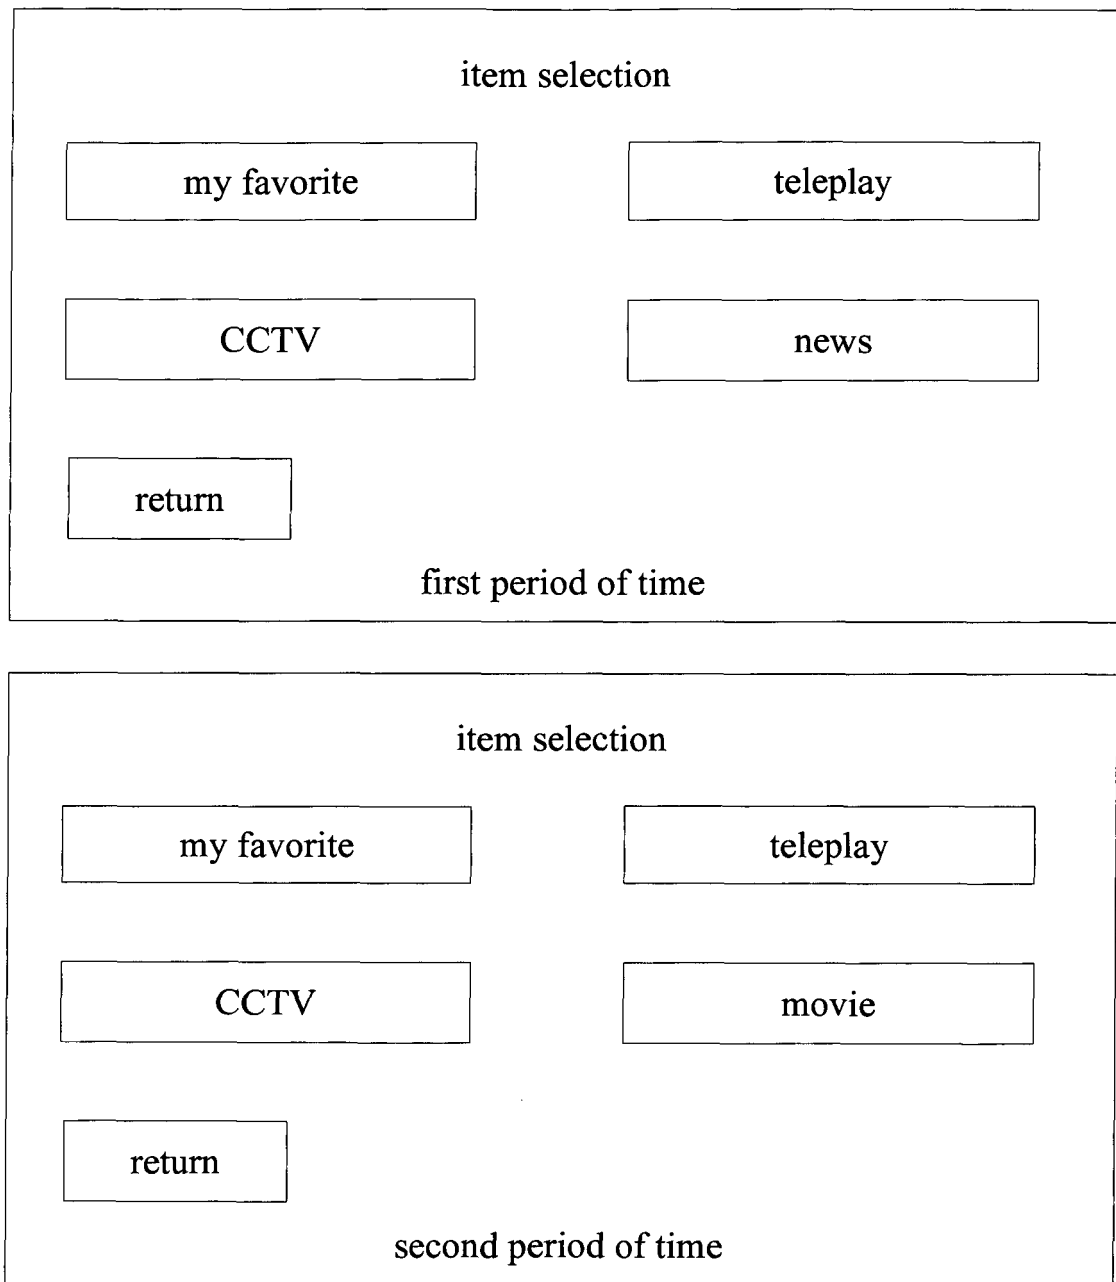 item selection
my favorite teleplay
CCTV news
return
first period of time
item selection
my favorite teleplay
CCTV movie
return
second period of time